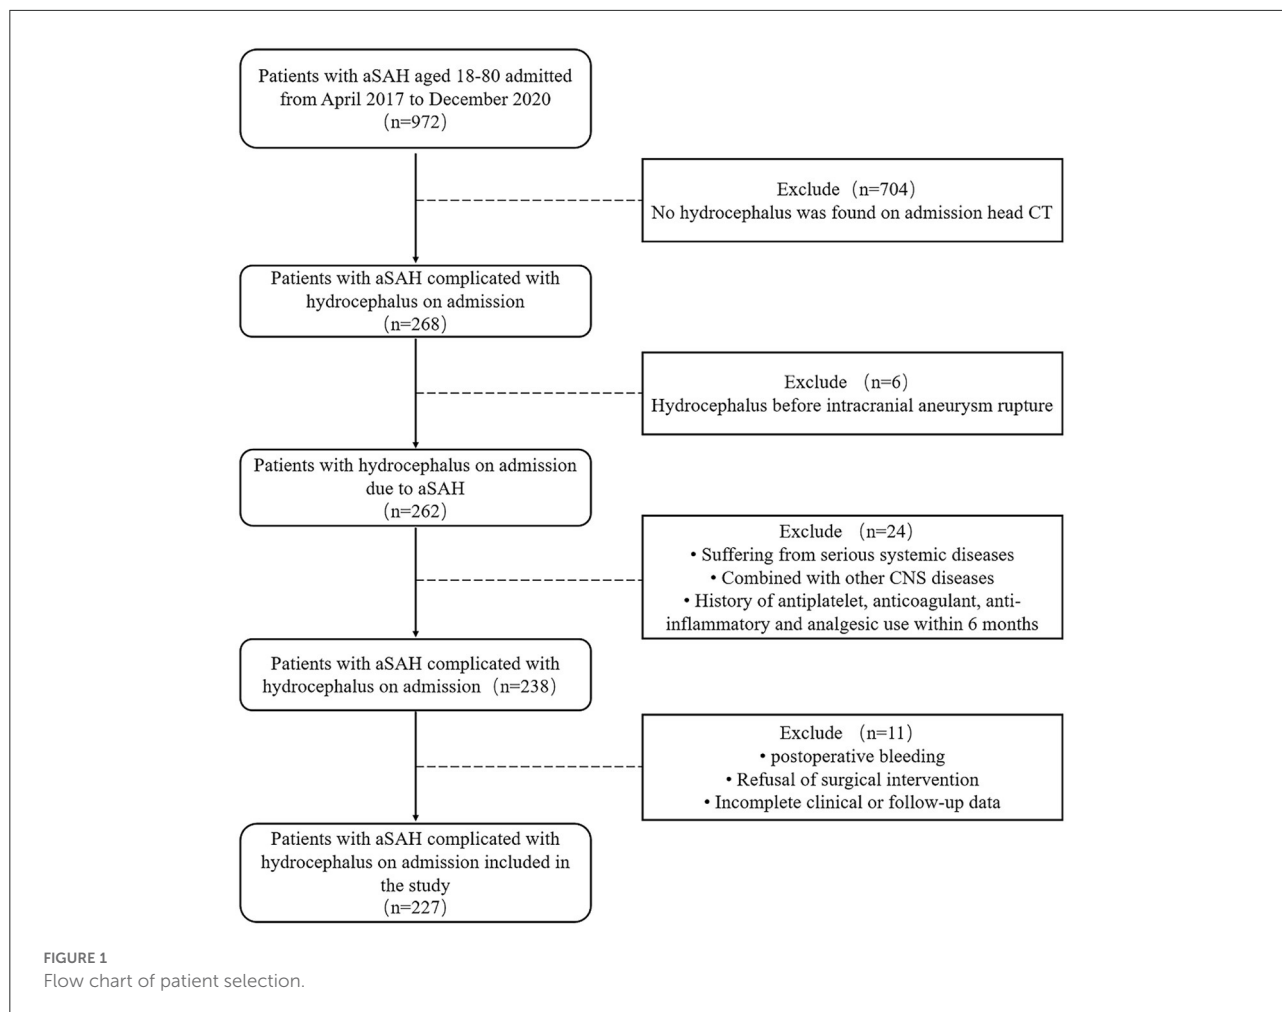 Patients with aSAH aged 18-80 admitted
from April 2017 to December 2020
(n=972)
Exclude (n=704)
No hydrocephalus was found on admission head CT
Patients with aSAH complicated with
hydrocephalus on admission
(n=268)
Exclude (n=6)
Hydrocephalus before intracranial aneurysm rupture
Patients with hydrocephalus on admission
due to aSAH
(n=262)
Exclude (n=24)
• Suffering from serious systemic diseases
• Combined with other CNS diseases
• History of antiplatelet, anticoagulant, anti-
inflammatory and analgesic use within 6 months
Patients with aSAH complicated with
hydrocephalus on admission (n=238)
Exclude (n=11)
• postoperative bleeding
• Refusal of surgical intervention
• Incomplete clinical or follow-up data
Patients with aSAH complicated with
hydrocephalus on admission included in
the study
(n=227)
FIGURE 1
Flow chart of patient selection.